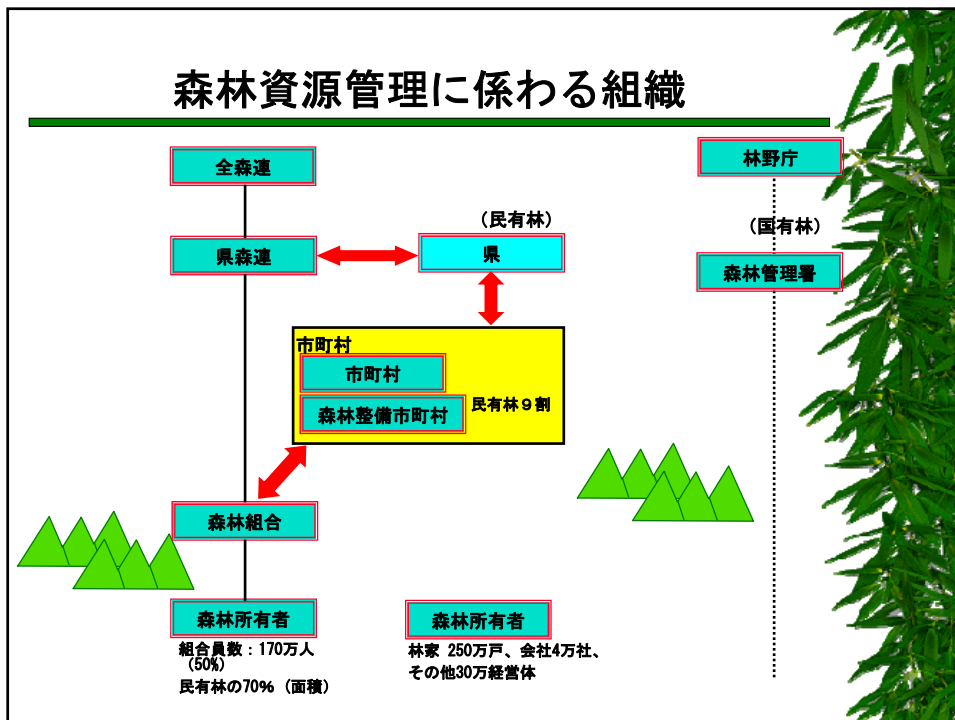 森林資源管理に係わる組織
全森連
林野庁
（民有林）
（国有林）
県森連
県
森林管理署
市町村
市町村
森林整備市町村
民有林９割
森林組合
森林所有者
組合員数：170万人
（50%）
民有林の70%（面積）
森林所有者
林家 250万戸、会社4万社、
その他30万経営体